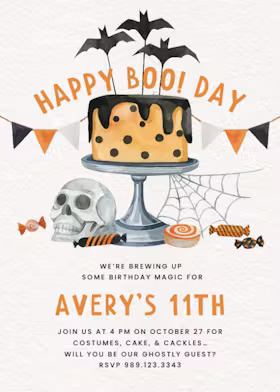 HAPPY BOO! DAY
WE'RE BREWING UP
SOME BIRTHDAY MAGIC FOR
AVERY'S 11TH
JOIN US AT 4 PM ON OCTOBER 27 FOR
COSTUMES, CAKE, & CACKLES...
WILL YOU BE OUR GHOSTLY GUEST?
RSVP 989.123.3343